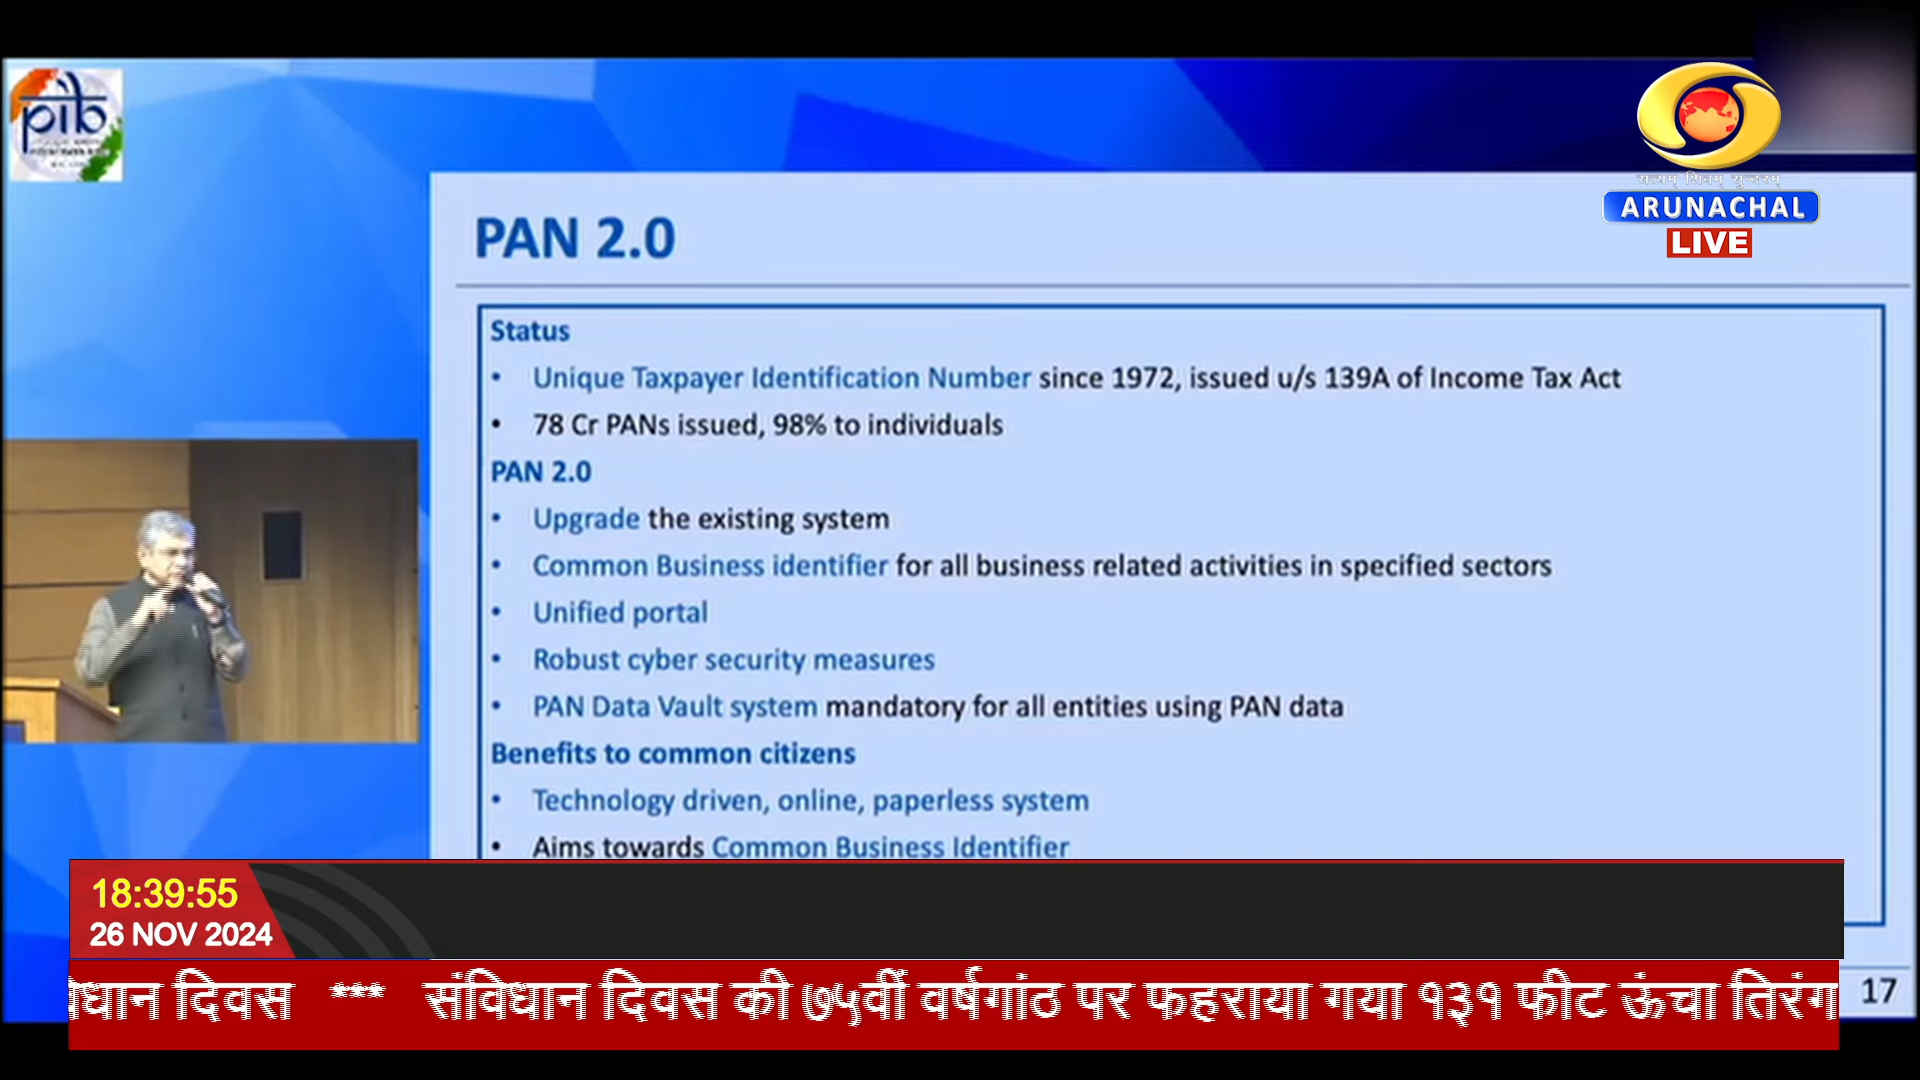 pib
सत्यम् शिवम् सुन्दरम्
ARUNACHAL
LIVE
PAN 2.0
Status
• Unique Taxpayer Identification Number since 1972, issued u/s 139A of Income Tax Act
• 78 Cr PANs issued, 98% to individuals
PAN 2.0
• Upgrade the existing system
• Common Business identifier for all business related activities in specified sectors
• Unified portal
• Robust cyber security measures
• PAN Data Vault system mandatory for all entities using PAN data
Benefits to common citizens
• Technology driven, online, paperless system
• Aims towards Common Business Identifier
18:39:55
26 NOV 2024
दिवस *** संविधान दिवस की ७५वीं वर्षगांठ पर फहराया गया १३१ फीट ऊंचा तिरंग
17